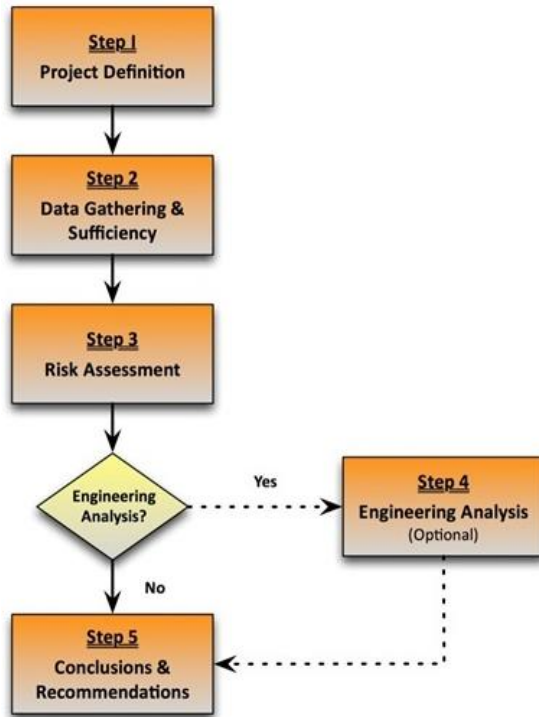 Step I
Project Definition
Step 2
Data Gathering &
Sufficiency
Step 3
Risk Assessment
Engineering
Analysis?
Yes
Step 4
Engineering Analysis
(Optional)
No
Step 5
Conclusions &
Recommendations